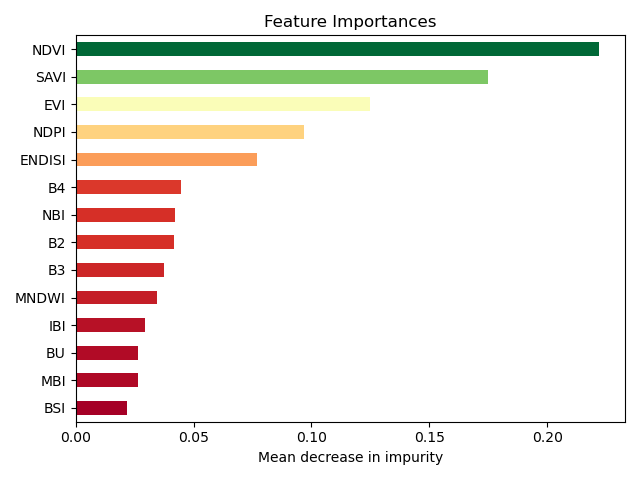 Feature Importances
NDVI
SAVI
EVI
NDPI
ENDISI
B4
NBI
B2
B3
MNDWI
IBI
BU
MBI
BSI
0.00 0.05 0.10 0.15 0.20
Mean decrease in impurity